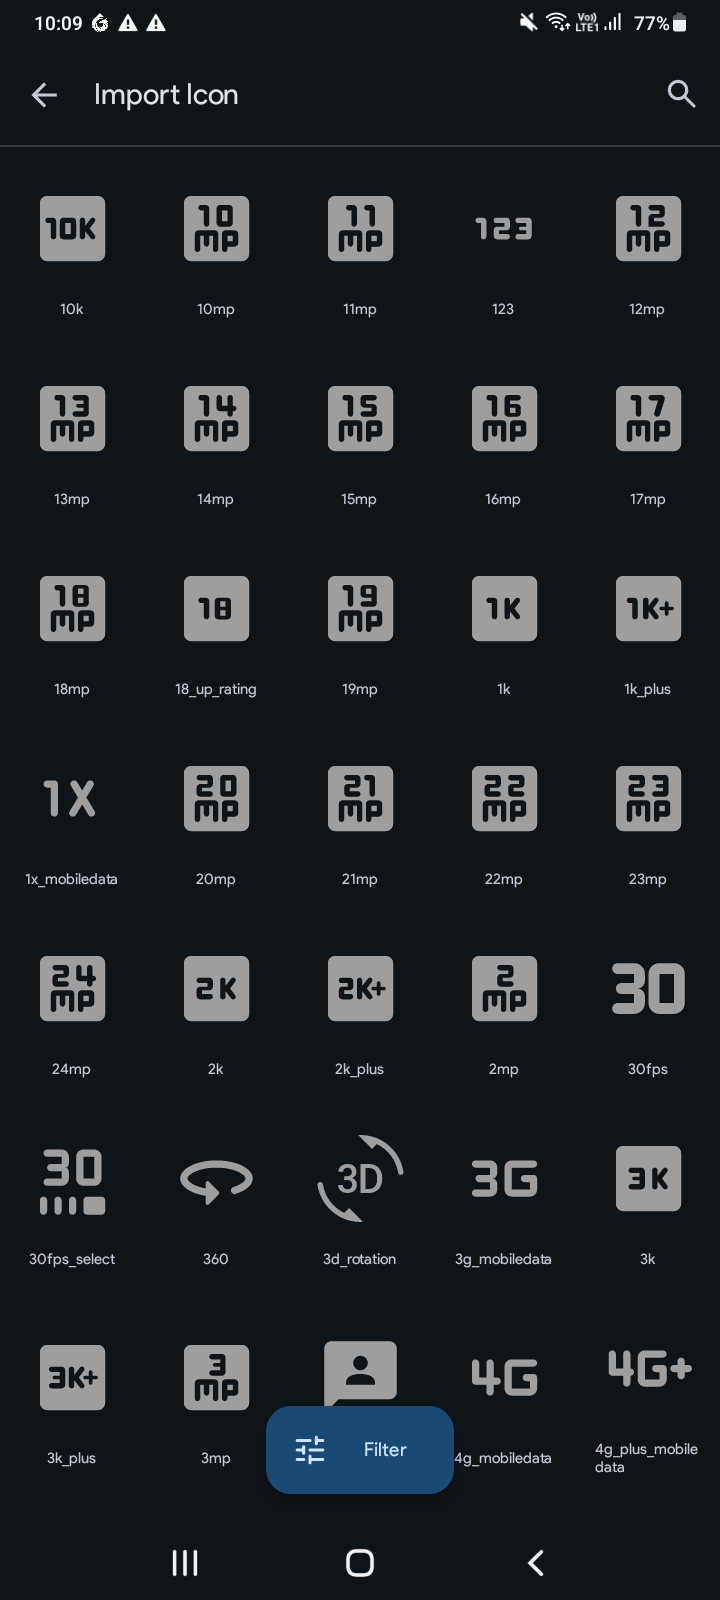 10:09 Vo)) LTE1 77%
Import Icon
10K 10 MP 11 MP 123 12 MP
10k 10mp 11mp 123 12mp
13 MP 14 MP 15 MP 16 MP 17 MP
13mp 14mp 15mp 16mp 17mp
18 MP 18 19 MP 1K 1K+
18mp 18_up_rating 19mp 1k 1k_plus
1X 20 MP 21 MP 22 MP 23 MP
1x_mobiledata 20mp 21mp 22mp 23mp
24 MP 2K 2K+ 2 MP 30
24mp 2k 2k_plus 2mp 30fps
30 3D 3G 3K
30fps_select 360 3d_rotation 3g_mobiledata 3k
3K+ 3 MP 4G 4G+
3k_plus 3mp 4g_mobiledata 4g_plus_mobile
data
Filter